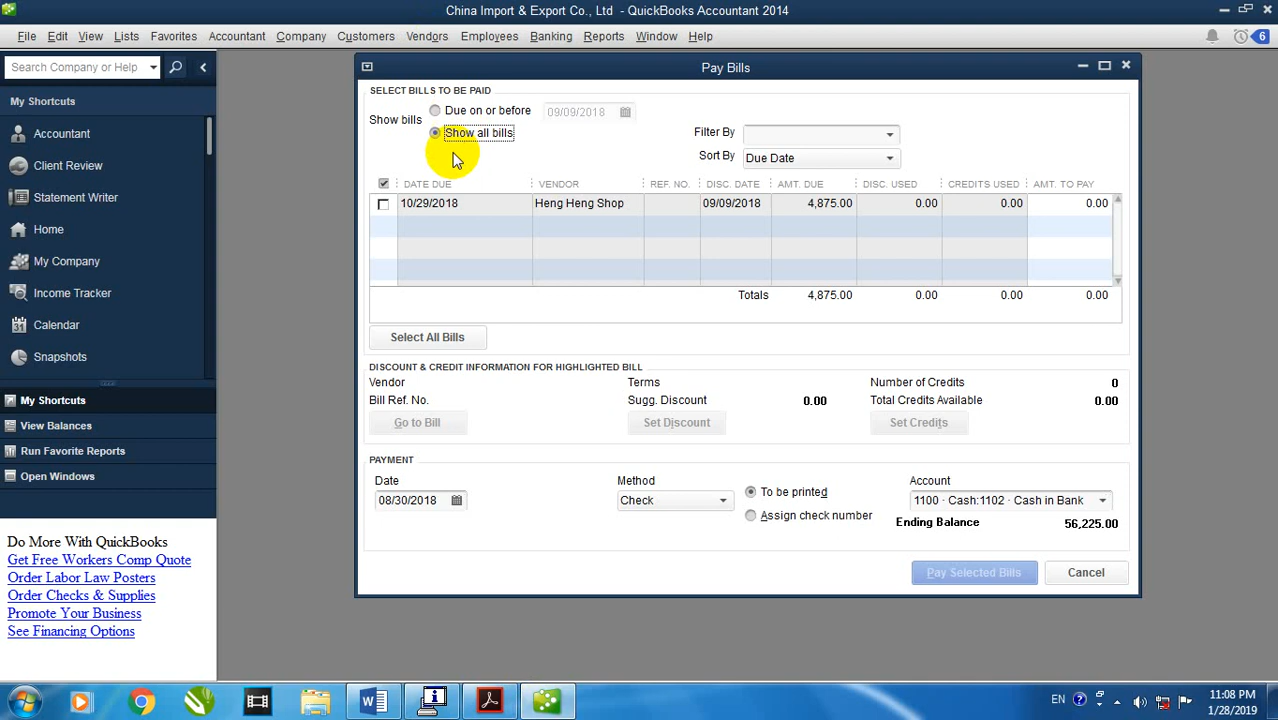 China Import & Export Co., Ltd - QuickBooks Accountant 2014
File Edit View Lists Favorites Accountant Company Customers Vendors Employees Banking Reports Window Help 6
Search Company or Help
My Shortcuts
Accountant
Client Review
Statement Writer
Home
My Company
Income Tracker
31 Calendar
Snapshots
My Shortcuts
View Balances
Run Favorite Reports
Open Windows
Do More With QuickBooks
Get Free Workers Comp Quote
Order Labor Law Posters
Order Checks & Supplies
Promote Your Business
See Financing Options
Pay Bills
SELECT BILLS TO BE PAID
Show bills
Due on or before 09/09/2018
Show all bills
Filter By
Sort By Due Date
DATE DUE VENDOR REF. NO. DISC. DATE AMT. DUE DISC. USED CREDITS USED AMT. TO PAY
10/29/2018 Heng Heng Shop 09/09/2018 4,875.00 0.00 0.00 0.00
Totals 4,875.00 0.00 0.00 0.00
Select All Bills
DISCOUNT & CREDIT INFORMATION FOR HIGHLIGHTED BILL
Vendor Terms Number of Credits 0
Bill Ref. No. Sugg. Discount 0.00 Total Credits Available 0.00
Go to Bill Set Discount Set Credits
PAYMENT
Date Method Account
08/30/2018 Check To be printed 1100 · Cash:1102 · Cash in Bank
Assign check number Ending Balance 56,225.00
Pay Selected Bills Cancel
EN 11:08 PM
1/28/2019